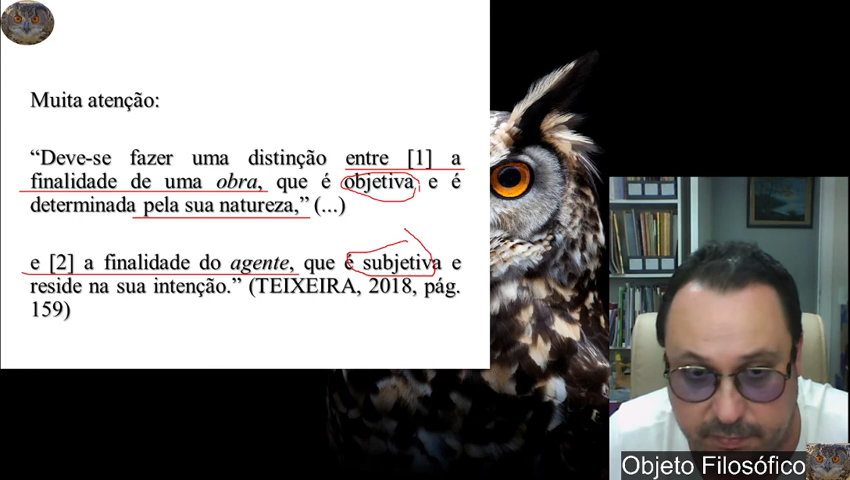 Muita atenção:
“Deve-se fazer uma distinção entre [1] a
finalidade de uma obra, que é objetiva e é
determinada pela sua natureza,” (...)
e [2] a finalidade do agente, que é subjetiva e
reside na sua intenção.” (TEIXEIRA, 2018, pág.
159)
Objeto Filosófico